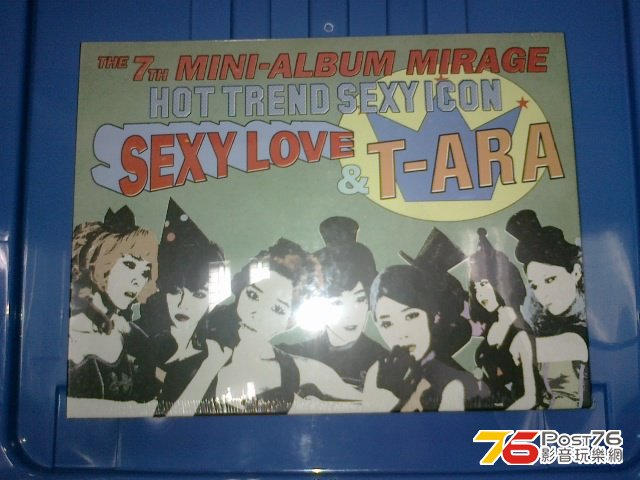 THE 7TH MINI-ALBUM MIRAGE
HOT TREND SEXY ICON
SEXY LOVE
& T-ARA
76 Post76
影音玩樂網